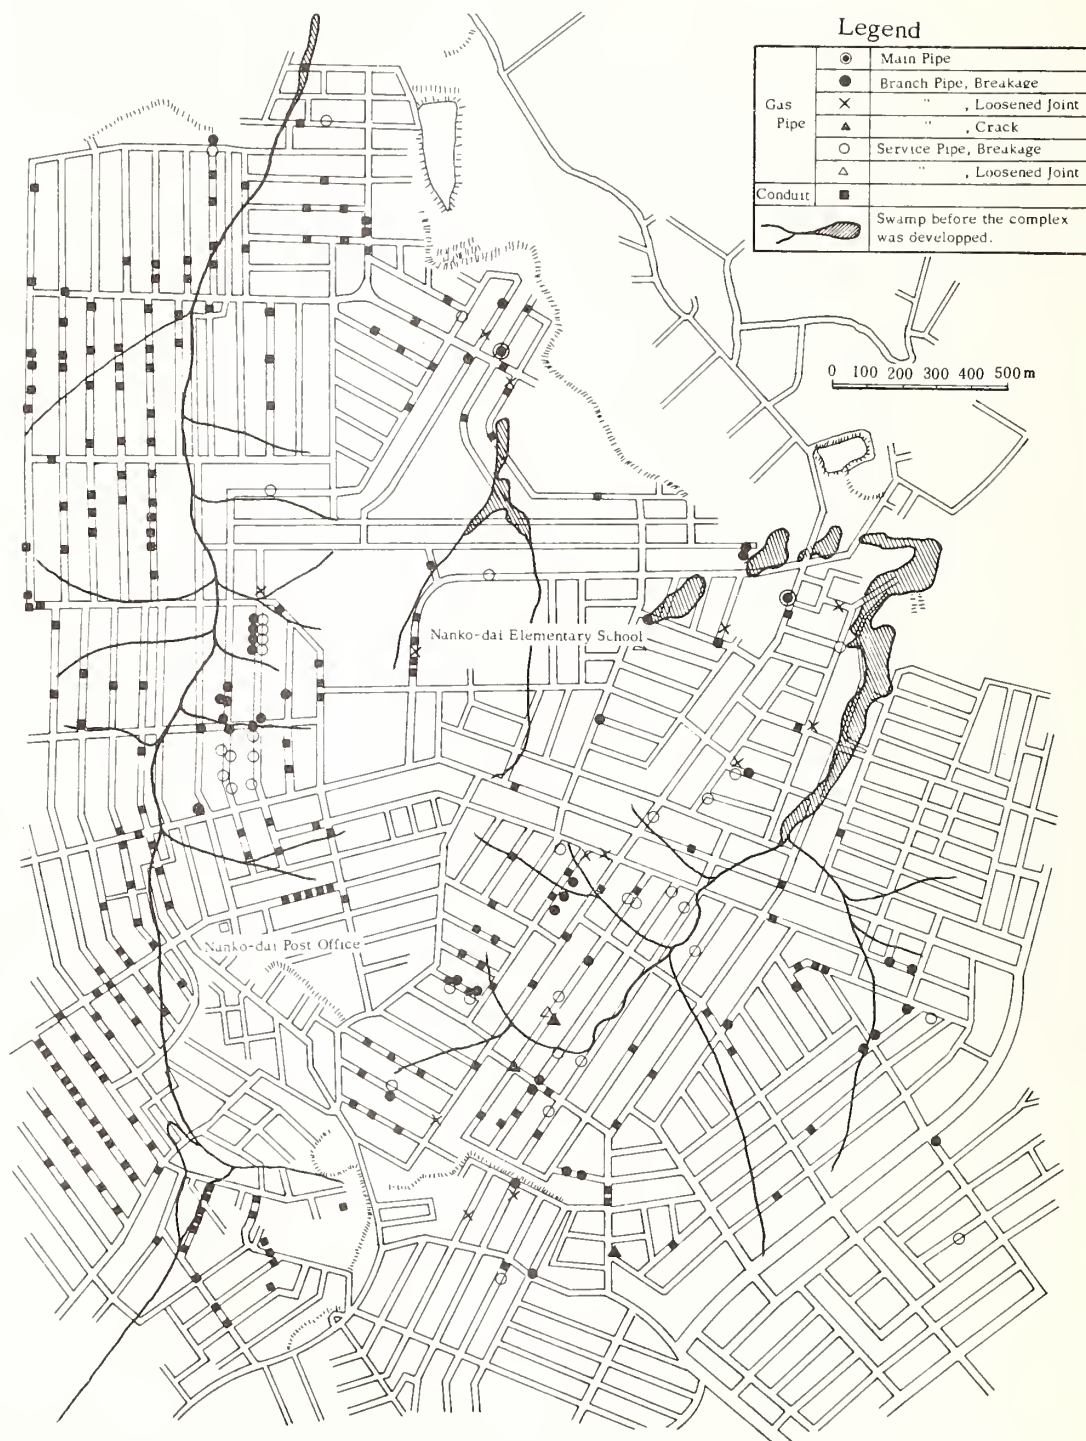 Legend
Gas Pipe
Main Pipe
Branch Pipe, Breakage
" , Loosened Joint
" , Crack
Service Pipe, Breakage
" , Loosened Joint
Conduit
Swamp before the complex
was developped.
0 100 200 300 400 500m
Nanko-dai Elementary School
Nanko-dai Post Office